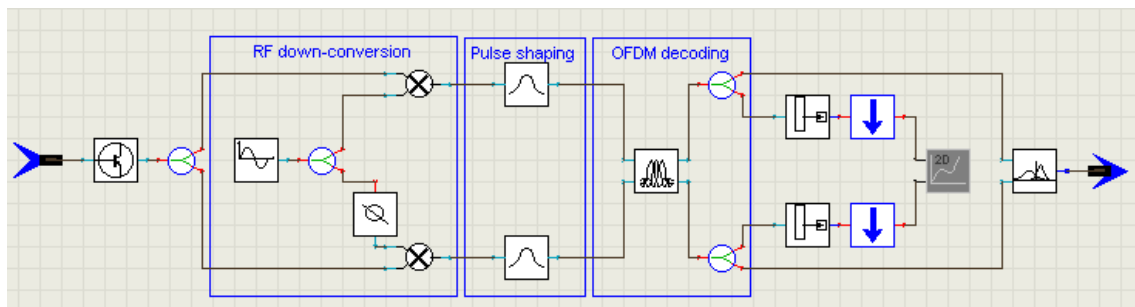 RF down-conversion
Pulse shaping
OFDM decoding
2D